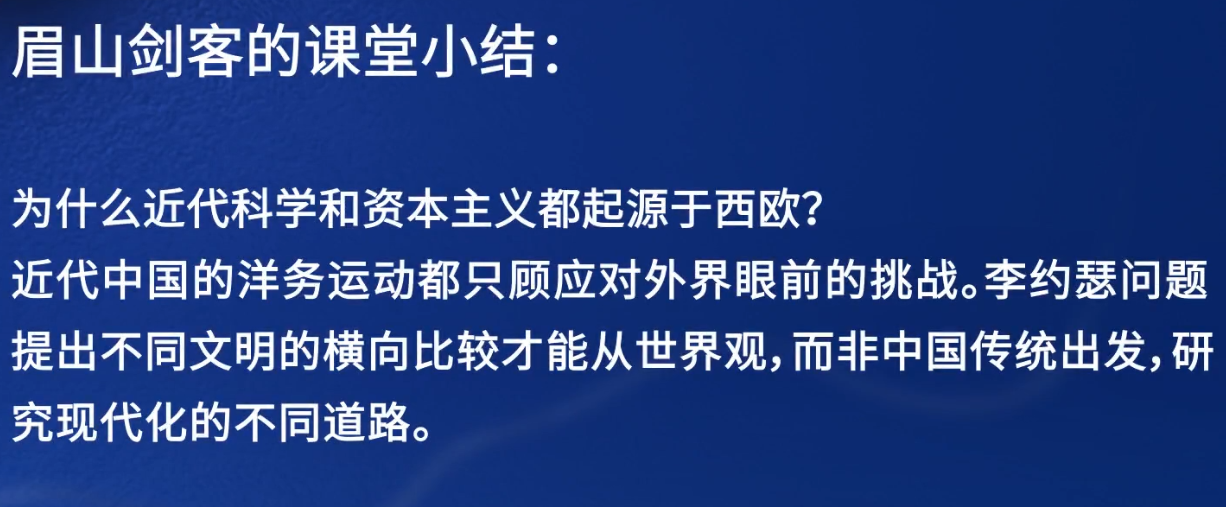 眉山剑客的课堂小结：
为什么近代科学和资本主义都起源于西欧？
近代中国的洋务运动都只顾应对外界眼前的挑战。李约瑟问题
提出不同文明的横向比较才能从世界观，而非中国传统出发，研
究现代化的不同道路。